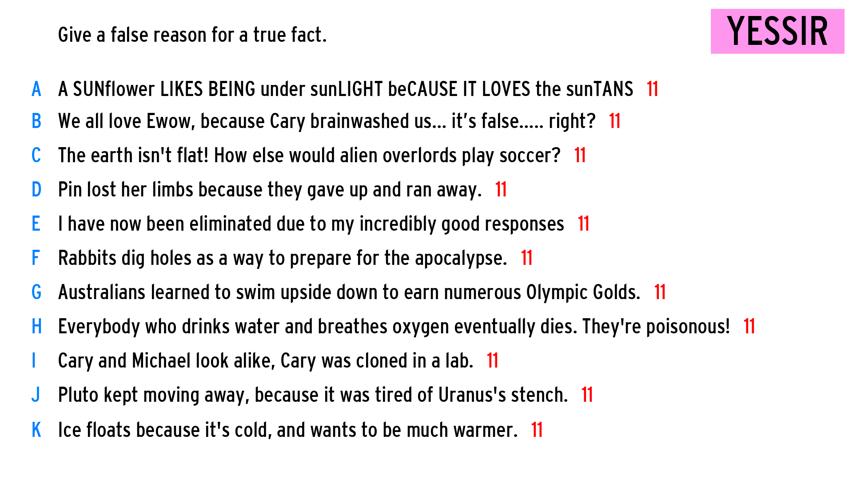 Give a false reason for a true fact.
YESSIR
A A SUNflower LIKES BEING under sunLIGHT beCAUSE IT LOVES the sunTANS 11
B We all love Ewow, because Cary brainwashed us... it's false..... right? 11
C The earth isn't flat! How else would alien overlords play soccer? 11
D Pin lost her limbs because they gave up and ran away. 11
E I have now been eliminated due to my incredibly good responses 11
F Rabbits dig holes as a way to prepare for the apocalypse. 11
G Australians learned to swim upside down to earn numerous Olympic Golds. 11
H Everybody who drinks water and breathes oxygen eventually dies. They're poisonous! 11
I Cary and Michael look alike, Cary was cloned in a lab. 11
J Pluto kept moving away, because it was tired of Uranus's stench. 11
K Ice floats because it's cold, and wants to be much warmer. 11